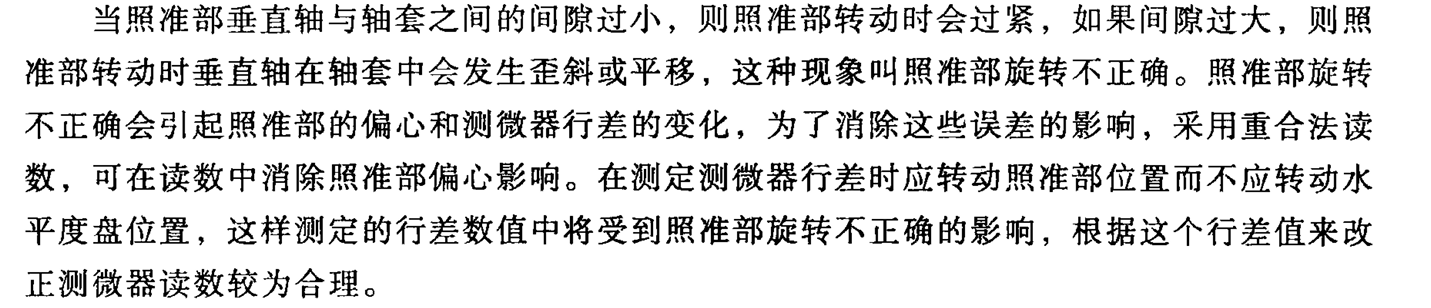 当照准部垂直轴与轴套之间的间隙过小，则照准部转动时会过紧，如果间隙过大，则照
准部转动时垂直轴在轴套中会发生歪斜或平移，这种现象叫照准部旋转不正确。照准部旋转
不正确会引起照准部的偏心和测微器行差的变化，为了消除这些误差的影响，采用重合法读
数，可在读数中消除照准部偏心影响。在测定测微器行差时应转动照准部位置而不应转动水
平度盘位置，这样测定的行差数值中将受到照准部旋转不正确的影响，根据这个行差值来改
正测微器读数较为合理。